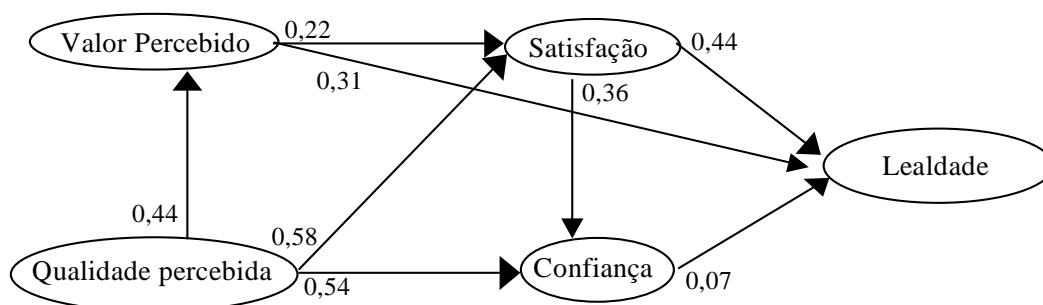 Valor Percebido
0,22
Satisfação
0,44
0,31
0,36
Lealdade
0,44
0,58
Qualidade percebida
0,54
Confiança
0,07